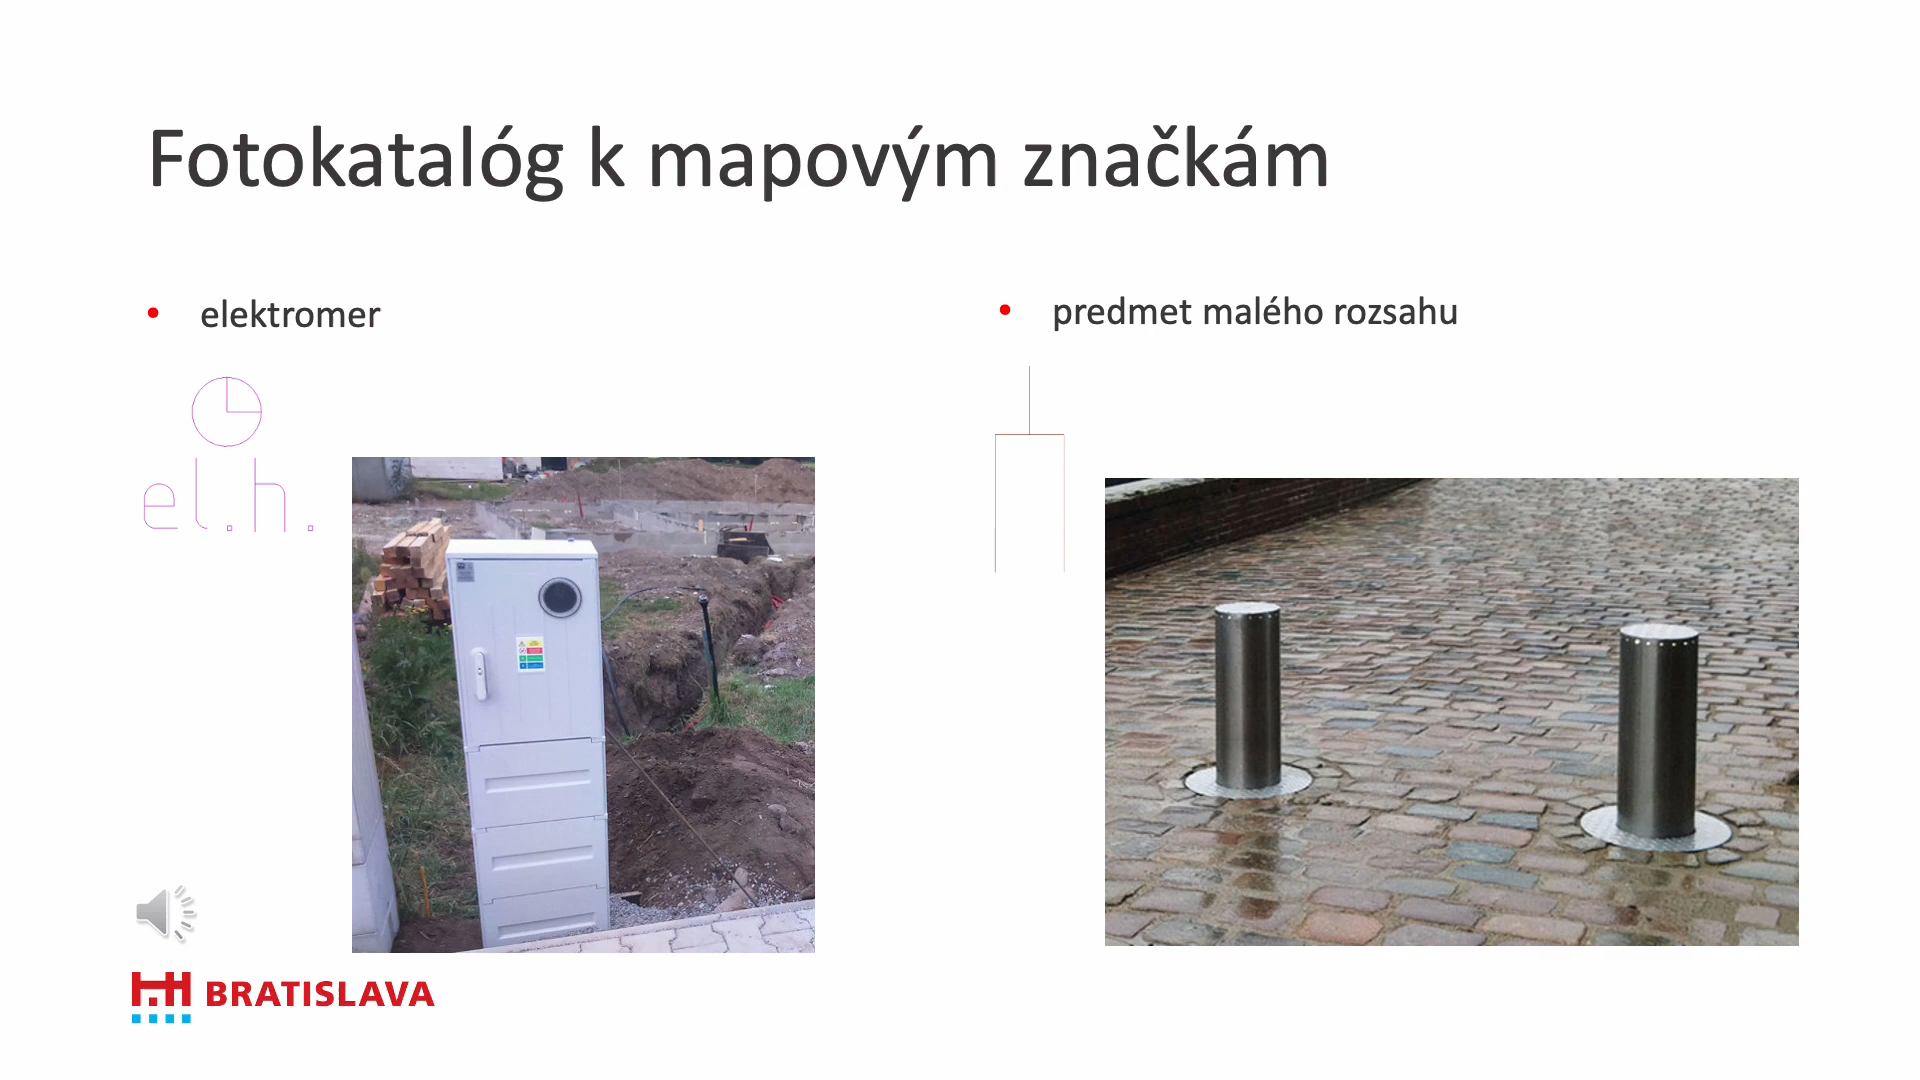 Fotokatalóg k mapovým značkám
• elektromer
el.h.
• predmet malého rozsahu
BRATISLAVA